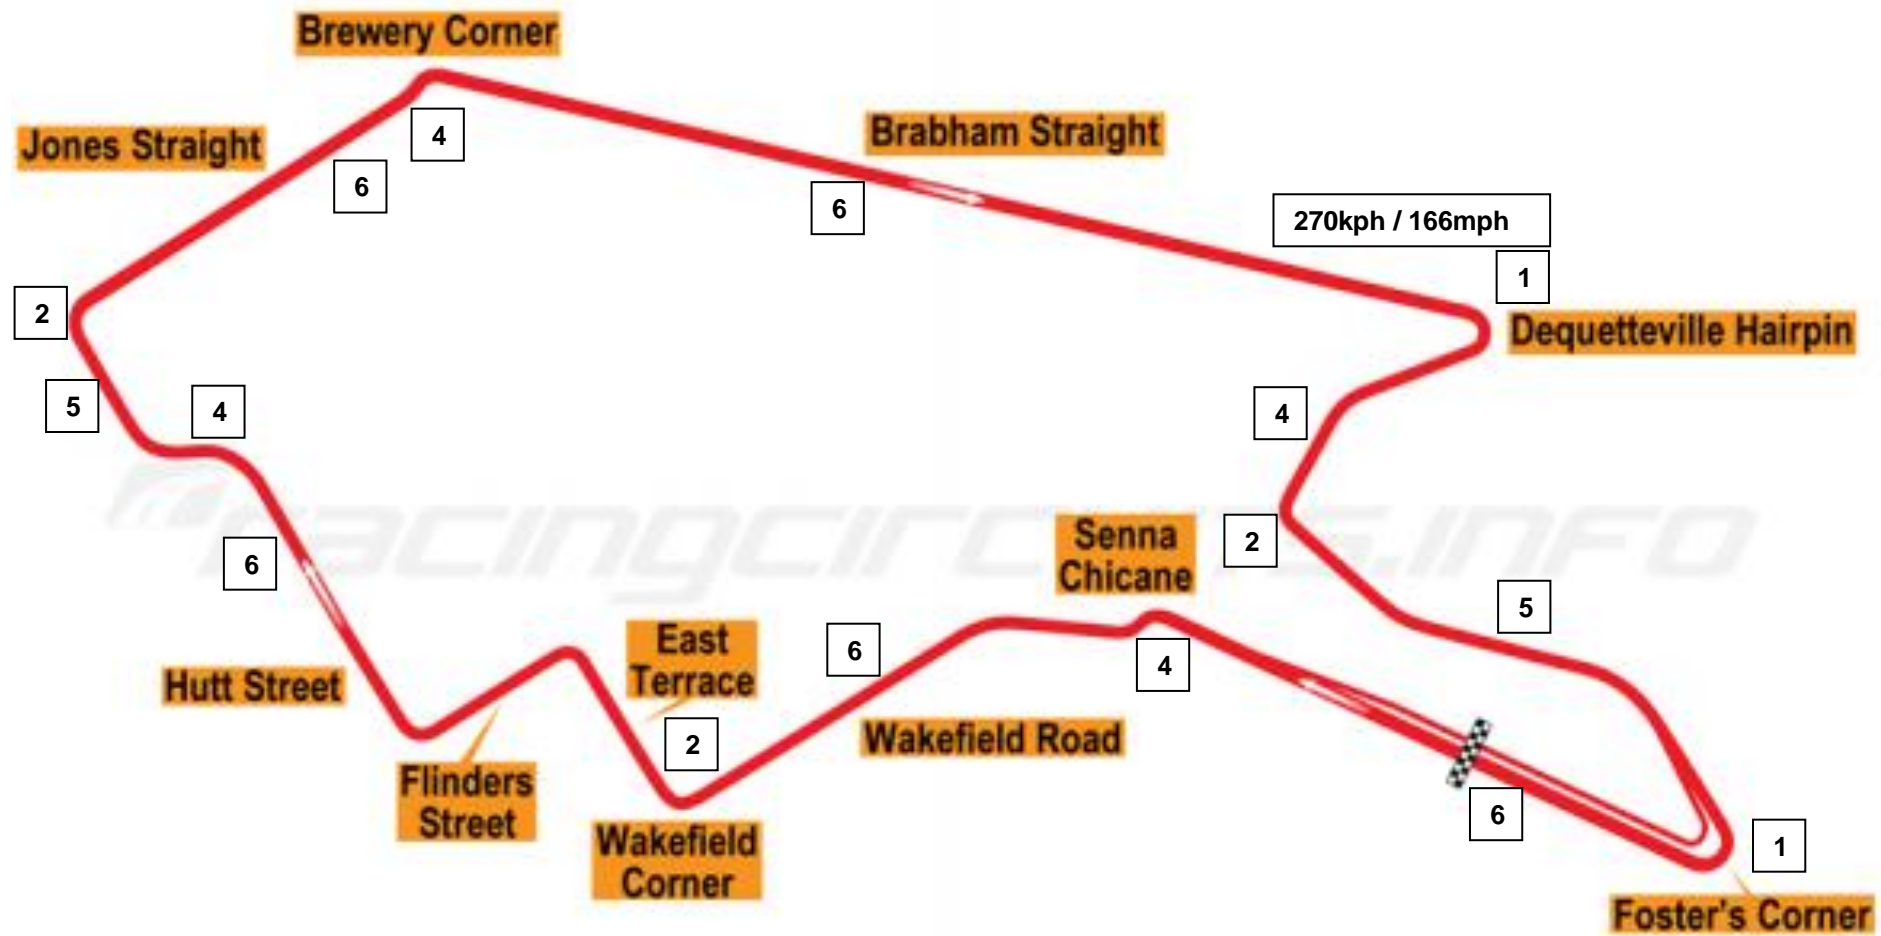 Brewery Corner
4
Jones Straight
6
Brabham Straight
6
270kph / 166mph
1
Dequetteville Hairpin
2
5
4
4
2
racingcircuits.info
Senna
Chicane
6
5
East
Terrace
6
4
Hutt Street
2
Wakefield Road
Flinders
Street
6
Wakefield
Corner
1
Foster's Corner